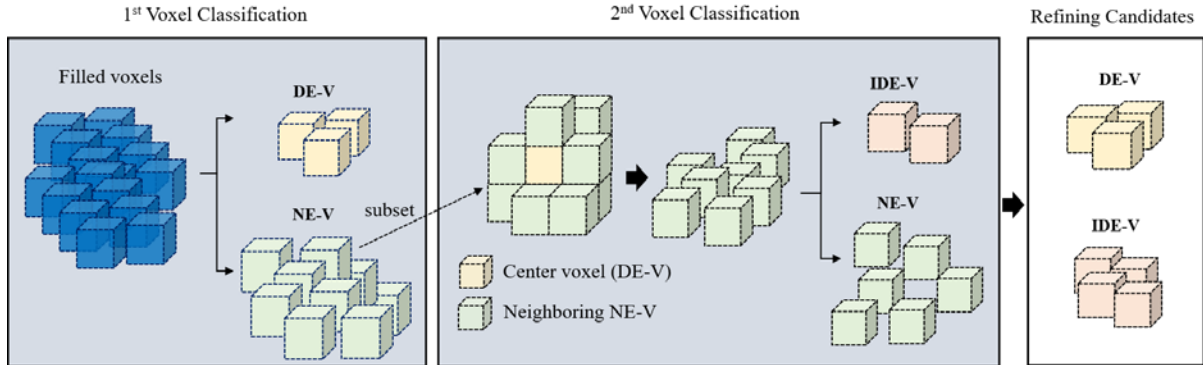 1st Voxel Classification
2nd Voxel Classification
Refining Candidates
Filled voxels
DE-V
NE-V
subset
Center voxel (DE-V)
Neighboring NE-V
IDE-V
NE-V
DE-V
IDE-V